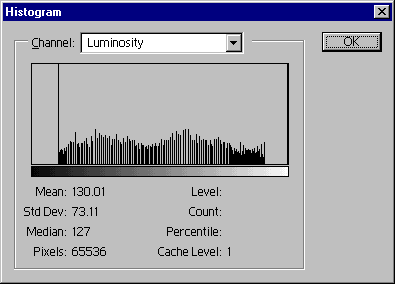 Histogram
Channel: Luminosity
OK
Mean: 130.01 Level:
Std Dev: 73.11 Count:
Median: 127 Percentile:
Pixels: 65536 Cache Level: 1